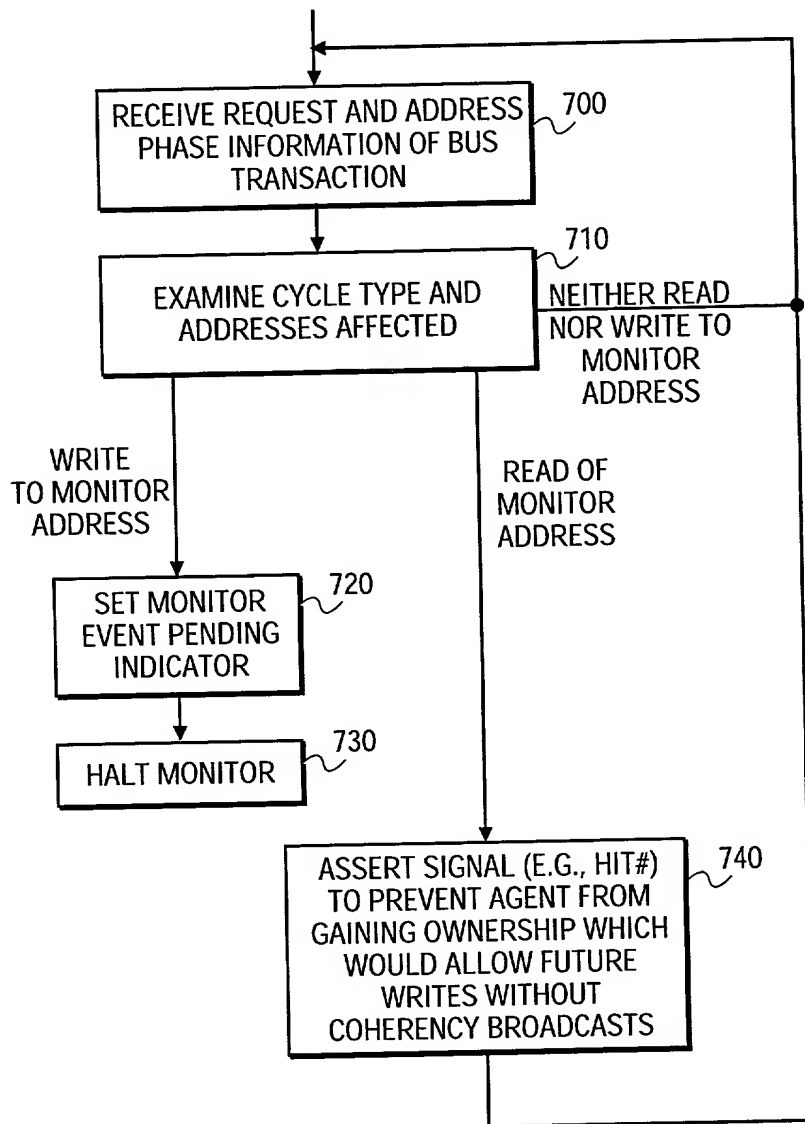 RECEIVE REQUEST AND ADDRESS
PHASE INFORMATION OF BUS
TRANSACTION
700
710
EXAMINE CYCLE TYPE AND
ADDRESSES AFFECTED
NEITHER READ
NOR WRITE TO
MONITOR
ADDRESS
WRITE
TO MONITOR
ADDRESS
READ OF
MONITOR
ADDRESS
SET MONITOR
EVENT PENDING
INDICATOR
720
HALT MONITOR
730
ASSERT SIGNAL (E.G., HIT#)
TO PREVENT AGENT FROM
GAINING OWNERSHIP WHICH
WOULD ALLOW FUTURE
WRITES WITHOUT
COHERENCY BROADCASTS
740